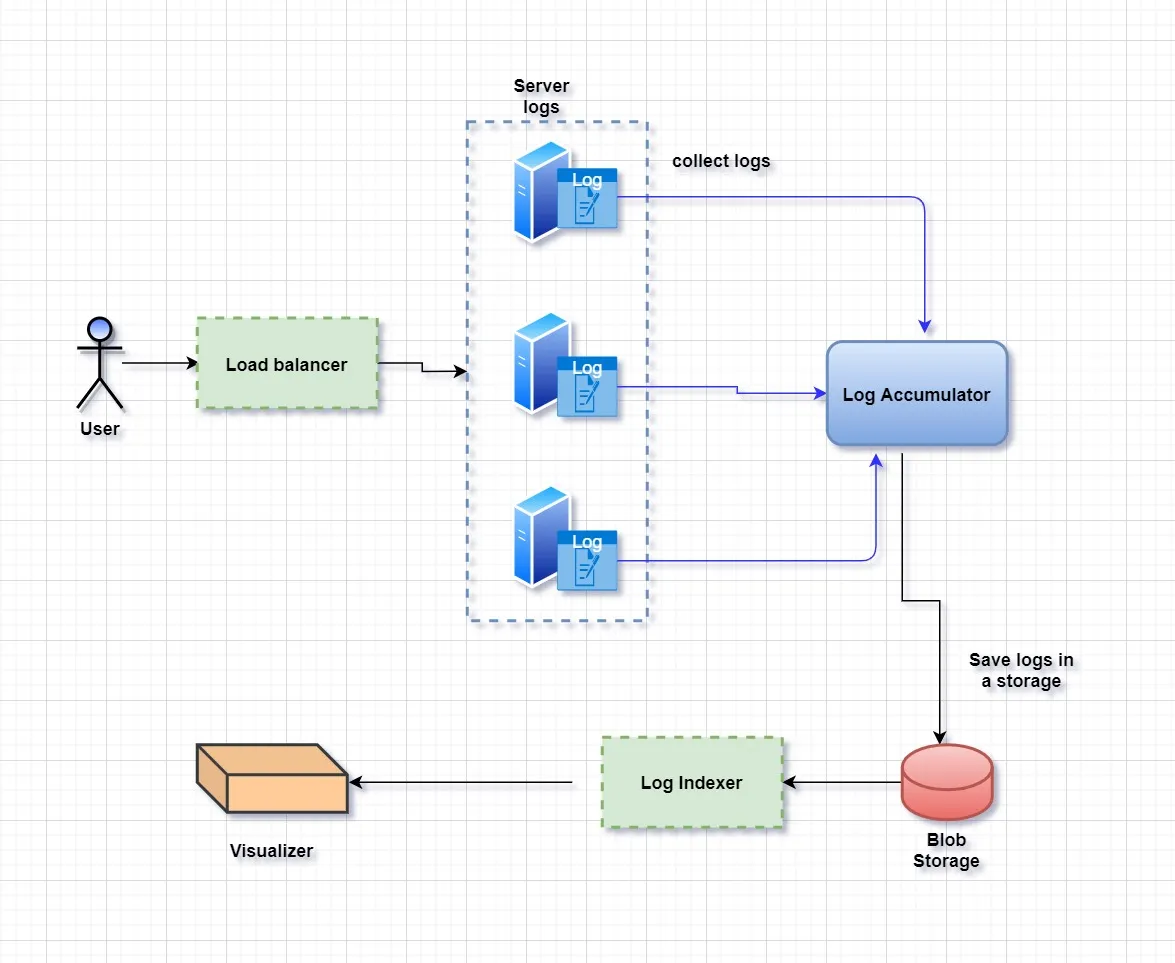 Server
logs
Log
collect logs
User
Load balancer
Log
Log Accumulator
Log
Save logs in
a storage
Visualizer
Log Indexer
Blob
Storage